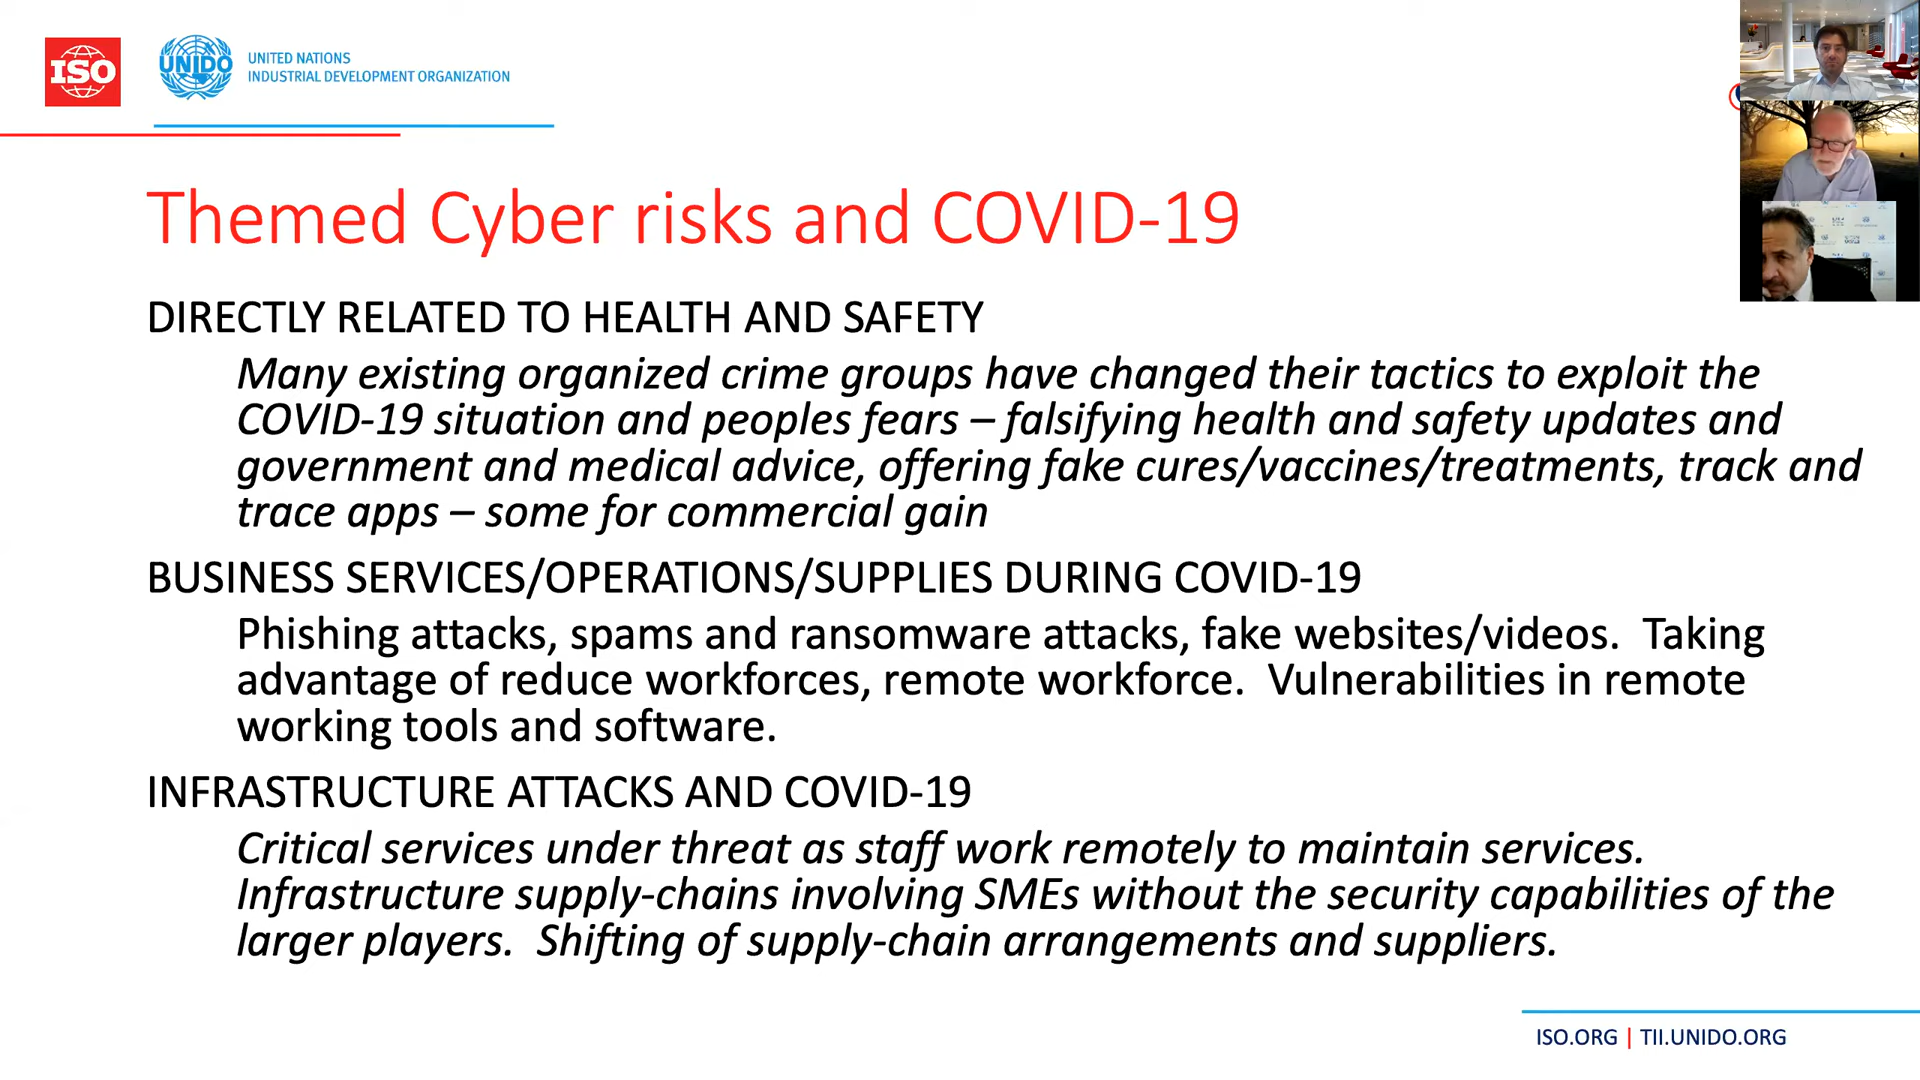 ISO
UNIDO
UNITED NATIONS
INDUSTRIAL DEVELOPMENT ORGANIZATION
Themed Cyber risks and COVID-19
DIRECTLY RELATED TO HEALTH AND SAFETY
Many existing organized crime groups have changed their tactics to exploit the
COVID-19 situation and peoples fears – falsifying health and safety updates and
government and medical advice, offering fake cures/vaccines/treatments, track and
trace apps – some for commercial gain
BUSINESS SERVICES/OPERATIONS/SUPPLIES DURING COVID-19
Phishing attacks, spams and ransomware attacks, fake websites/videos.  Taking
advantage of reduce workforces, remote workforce.  Vulnerabilities in remote
working tools and software.
INFRASTRUCTURE ATTACKS AND COVID-19
Critical services under threat as staff work remotely to maintain services.
Infrastructure supply-chains involving SMEs without the security capabilities of the
larger players.  Shifting of supply-chain arrangements and suppliers.
ISO.ORG | TII.UNIDO.ORG